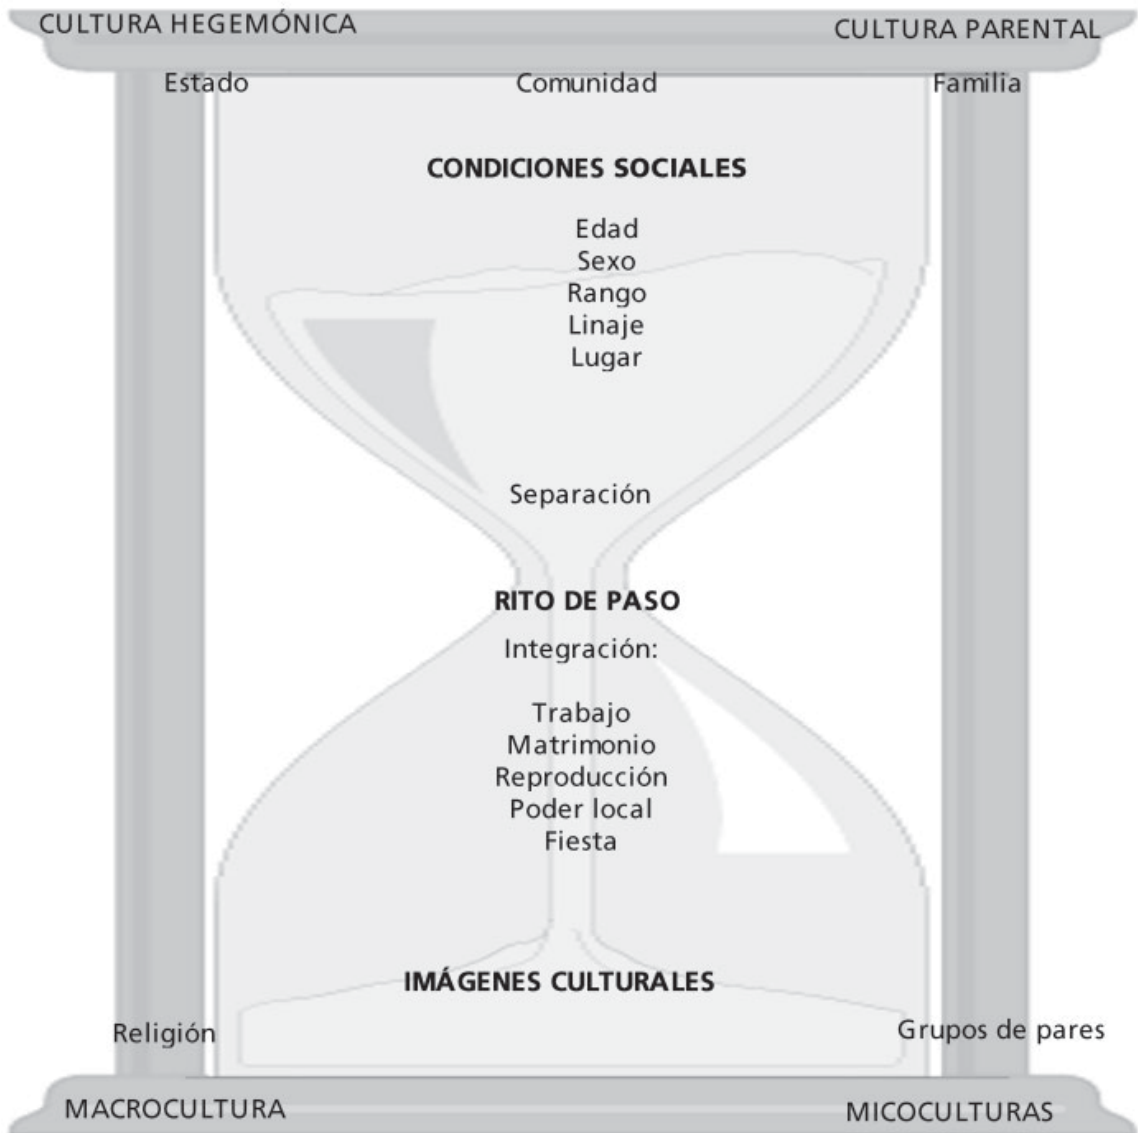 CULTURA HEGEMÓNICA
CULTURA PARENTAL
Estado
Comunidad
Familia
CONDICIONES SOCIALES
Edad
Sexo
Rango
Linaje
Lugar
Separación
RITO DE PASO
Integración:
Trabajo
Matrimonio
Reproducción
Poder local
Fiesta
IMÁGENES CULTURALES
Religión
Grupos de pares
MACROCULTURA
MICOCULTURAS